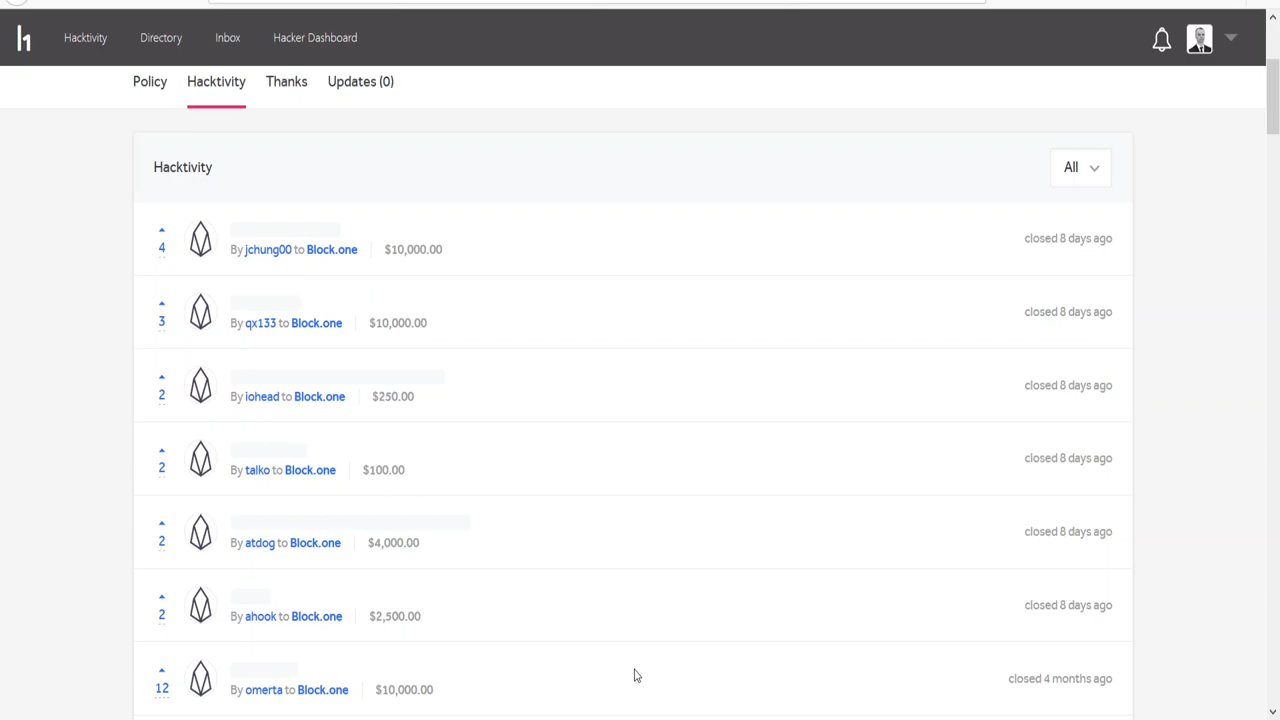 Hacktivity Directory Inbox Hacker Dashboard
Policy Hacktivity Thanks Updates (0)
Hacktivity All
4 By jchung00 to Block.one $10,000.00 closed 8 days ago
3 By qx133 to Block.one $10,000.00 closed 8 days ago
2 By iohead to Block.one $250.00 closed 8 days ago
2 By talko to Block.one $100.00 closed 8 days ago
2 By atdog to Block.one $4,000.00 closed 8 days ago
2 By ahook to Block.one $2,500.00 closed 8 days ago
12 By omerta to Block.one $10,000.00 closed 4 months ago